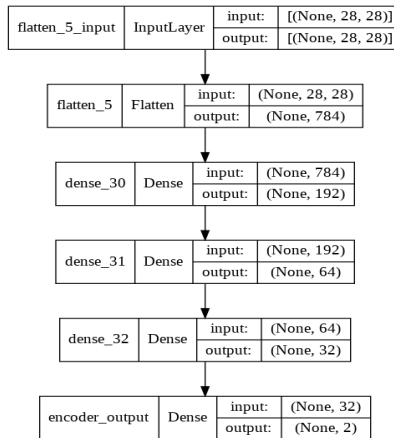 flatten_5_input InputLayer input: [(None, 28, 28)]
output: [(None, 28, 28)]
flatten_5 Flatten input: (None, 28, 28)
output: (None, 784)
dense_30 Dense input: (None, 784)
output: (None, 192)
dense_31 Dense input: (None, 192)
output: (None, 64)
dense_32 Dense input: (None, 64)
output: (None, 32)
encoder_output Dense input: (None, 32)
output: (None, 2)